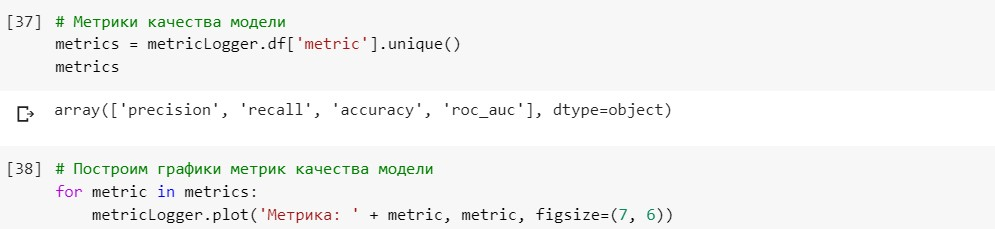 [37] # Метрики качества модели
metrics = metricLogger.df['metric'].unique()
metrics
array(['precision', 'recall', 'accuracy', 'roc_auc'], dtype=object)
[38] # Построим графики метрик качества модели
for metric in metrics:
    metricLogger.plot('Метрика: ' + metric, metric, figsize=(7, 6))